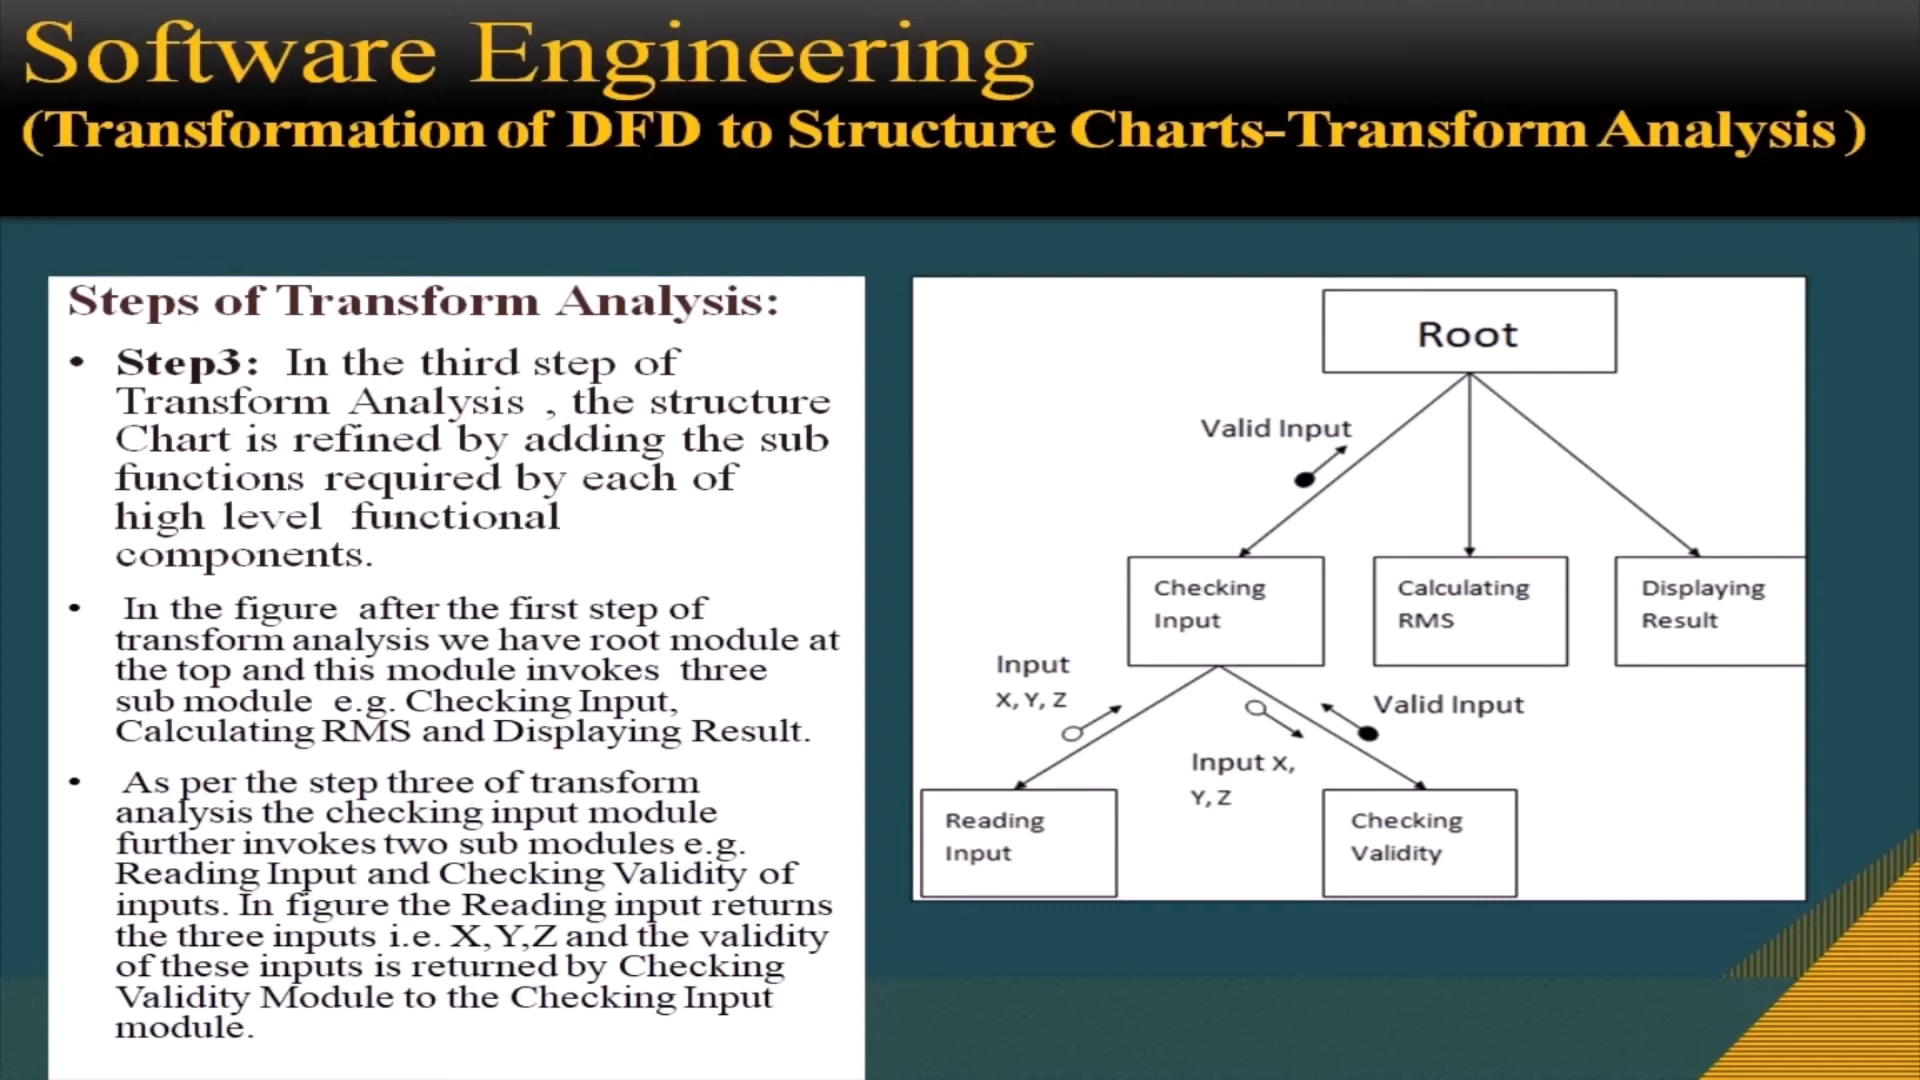 Software Engineering
(Transformation of DFD to Structure Charts-Transform Analysis )
Steps of Transform Analysis:
• Step3: In the third step of
Transform Analysis , the structure
Chart is refined by adding the sub
functions required by each of
high level functional
components.
• In the figure after the first step of
transform analysis we have root module at
the top and this module invokes three
sub module e.g. Checking Input,
Calculating RMS and Displaying Result.
• As per the step three of transform
analysis the checking input module
further invokes two sub modules e.g.
Reading Input and Checking Validity of
inputs. In figure the Reading input returns
the three inputs i.e. X,Y,Z and the validity
of these inputs is returned by Checking
Validity Module to the Checking Input
module.
Root
Valid Input
Checking
Input
Calculating
RMS
Displaying
Result
Input
X, Y, Z
Valid Input
Input x,
Y, Z
Reading
Input
Checking
Validity